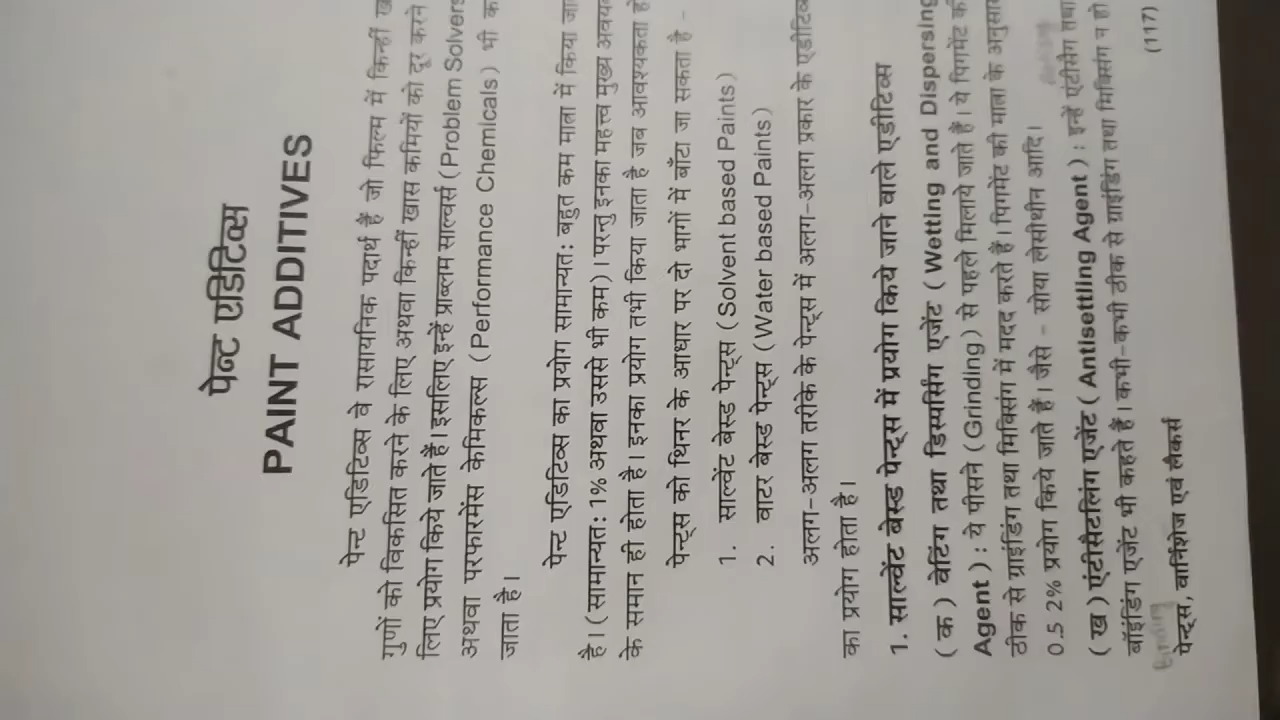 पेन्ट एडिटिव्स
PAINT ADDITIVES
पेन्ट एडिटिव्स वे रासायनिक पदार्थ हैं जो फिल्म में किन्हीं
गुणों को विकसित करने के लिए अथवा किन्हीं खास कमियों को दूर करने
लिए प्रयोग किये जाते हैं। इसलिए इन्हें प्राब्लम साल्वर्स (Problem Solvers
अथवा परफारमेंस केमिकल्स (Performance Chemicals) भी
जाता है।
पेन्ट एडिटिव्स का प्रयोग सामान्यत: बहुत कम मात्रा में किया
है। (सामान्यत: 1% अथवा उससे भी कम)। परन्तु इनका महत्त्व मुख्य
के समान ही होता है। इनका प्रयोग तभी किया जाता है जब आवश्यकता
पेन्ट्स को थिनर के आधार पर दो भागों में बाँटा जा सकता है -
1. साल्वेंट बेस्ड पेन्ट्स (Solvent based Paints)
2. वाटर बेस्ड पेन्ट्स (Water based Paints)
अलग-अलग तरीके के पेन्ट्स में अलग-अलग प्रकार के
का प्रयोग होता है।
1. साल्वेंट बेस्ड पेन्ट्स में प्रयोग किये जाने वाले एडीटिव्स
(क) वेटिंग तथा डिस्पर्सिंग एजेंट (Wetting and Dispersing
Agent) : ये पीसने (Grinding) से पहले मिलाये जाते हैं। ये पिगमेंट
ठीक से ग्राइंडिंग तथा मिक्सिंग में मदद करते हैं। पिगमेंट की मात्रा के अनुसार
0.5 2% प्रयोग किये जाते हैं। जैसे - सोया लेसीथीन आदि।
(ख) एंटीसैटलिंग एजेंट (Antisettling Agent) : इन्हें एंटीसैग तथा
बॉइंडिंग एजेंट भी कहते हैं। कभी-कभी ठीक से ग्राइंडिंग तथा मिक्सिंग न हो
Binding
पेन्ट्स, वार्निशेज एवं लैकर्स
(117)